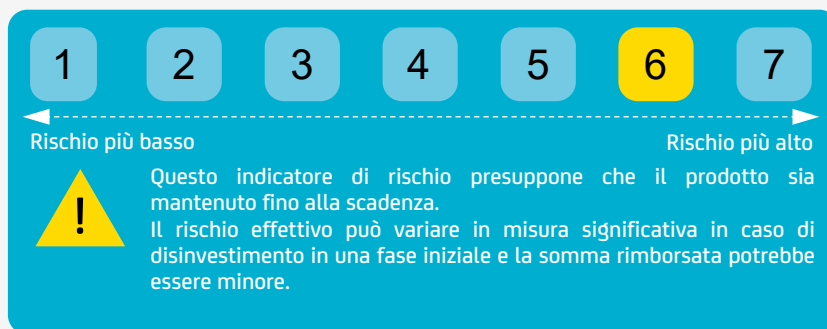 1 2 3 4 5 6 7
Rischio più basso Rischio più alto
!
Questo indicatore di rischio presuppone che il prodotto sia
mantenuto fino alla scadenza.
Il rischio effettivo può variare in misura significativa in caso di
disinvestimento in una fase iniziale e la somma rimborsata potrebbe
essere minore.